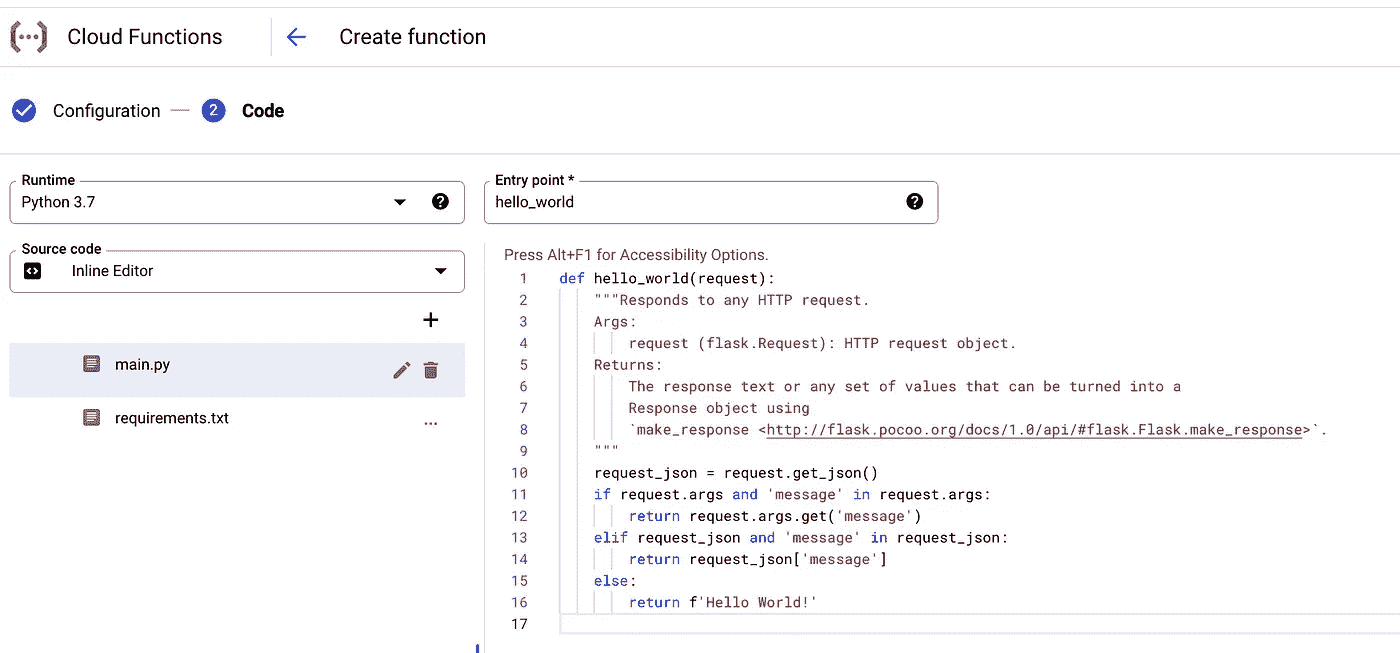 Cloud Functions
Create function
Configuration
2
Code
Runtime
Python 3.7
Entry point *
hello_world
Source code
Inline Editor
main.py
requirements.txt
Press Alt+F1 for Accessibility Options.
1 def hello_world(request):
2 """Responds to any HTTP request.
3 Args:
4 request (flask.Request): HTTP request object.
5 Returns:
6 The response text or any set of values that can be turned into a
7 Response object using
8 `make_response <http://flask.pocoo.org/docs/1.0/api/#flask.Flask.make_response>`.
9 """
10 request_json = request.get_json()
11 if request.args and 'message' in request.args:
12 return request.args.get('message')
13 elif request_json and 'message' in request_json:
14 return request_json['message']
15 else:
16 return f'Hello World!'
17